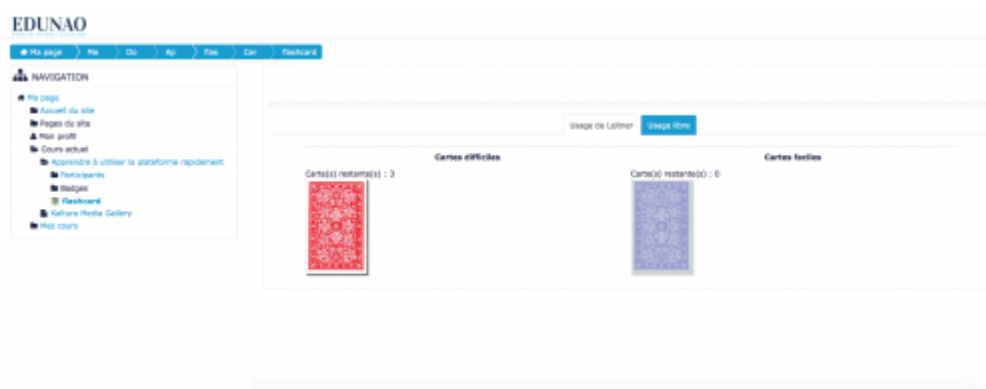 EDUNAO
Ma page Me Do Ap flas Car flashcard
NAVIGATION
Ma page
Accueil du site
Pages du site
Mon profil
Cours actuel
Apprendre à utiliser la plateforme rapidement
Participants
Badges
flashcard
Kaltura Media Gallery
Mes cours
Usage de Leitner Usage libre
Cartes difficiles Cartes faciles
Carte(s) restante(s) : 3 Carte(s) restante(s) : 0